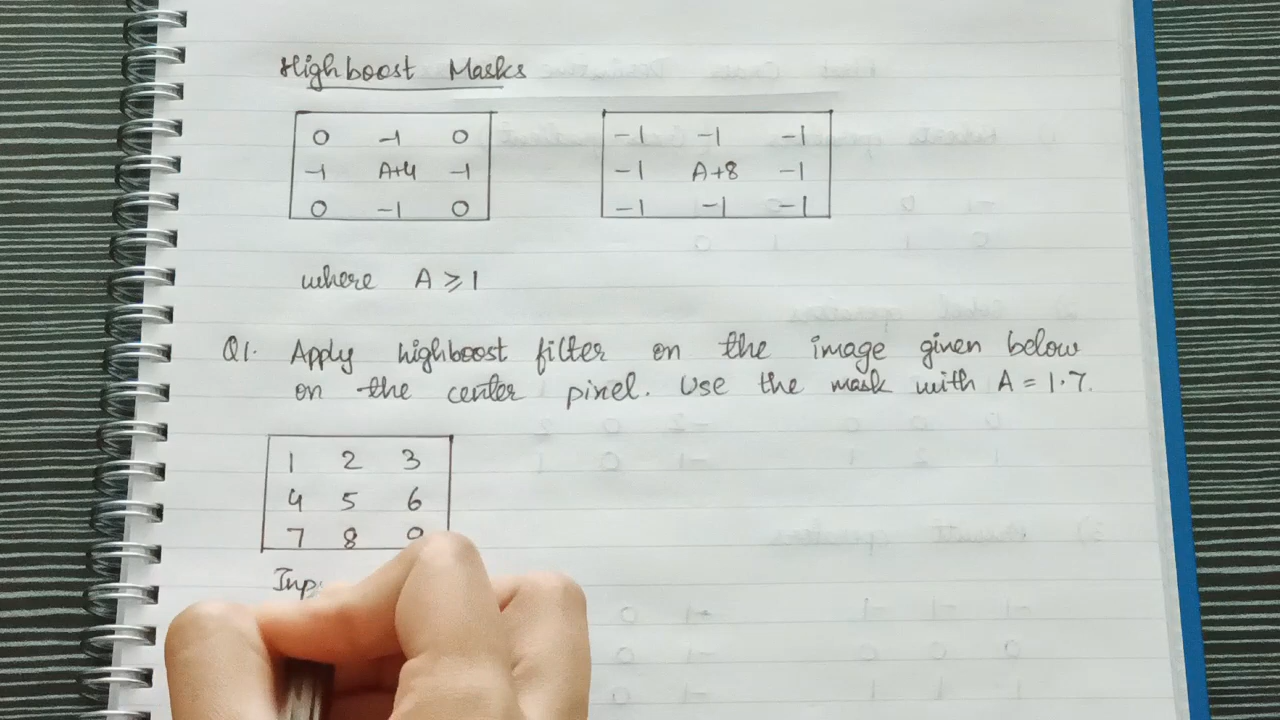 Highboost Masks
0 -1 0
-1 A+4 -1
0 -1 0
-1 -1 -1
-1 A+8 -1
-1 -1 -1
where A ⩾ 1
Q1. Apply highboost filter on the image given below
on the center pixel. Use the mask with A = 1.7.
1 2 3
4 5 6
7 8
Inp